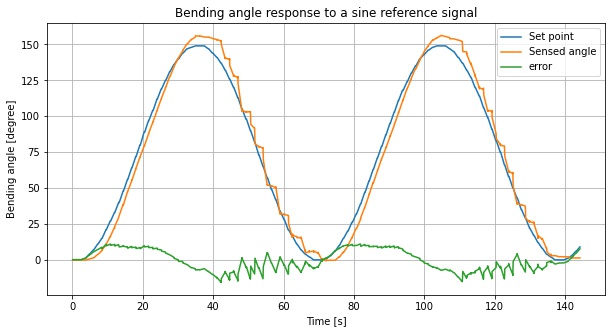 Bending angle response to a sine reference signal
Set point
Sensed angle
error
Bending angle [degree]
150
125
100
75
50
25
0
0
20
40
60
80
100
120
140
Time [s]